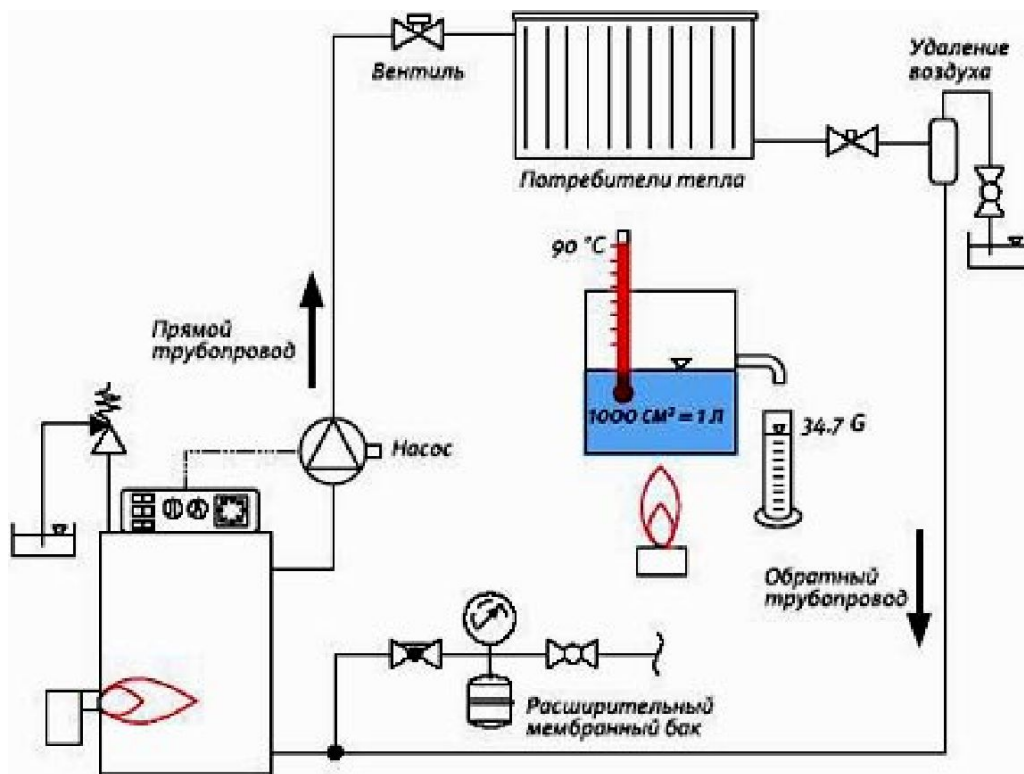 Вентиль
Удаление
воздуха
Потребители тепла
90 °C
Прямой
трубопровод
1000 СМ³ = 1 Л
34.7 G
Насос
Обратный
трубопровод
Расширительный
мембранный бак